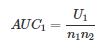 AUC₁ = U₁ / n₁n₂